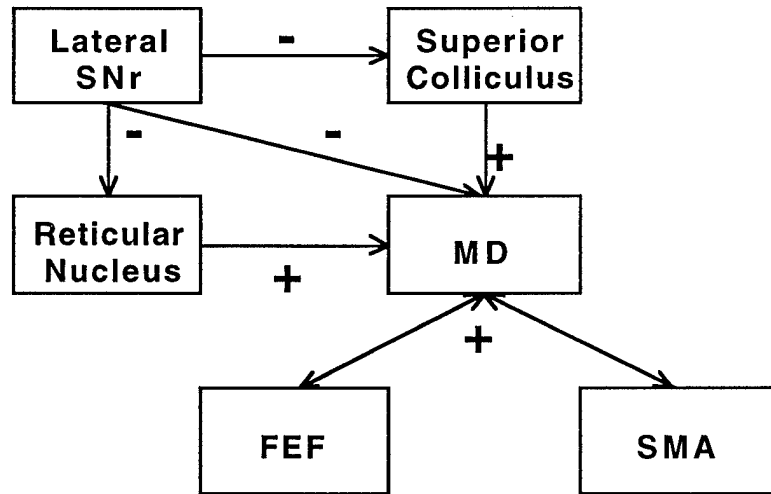 Lateral
SNr
-
Superior
Colliculus
-
-
+
Reticular
Nucleus
+
MD
+
FEF
SMA